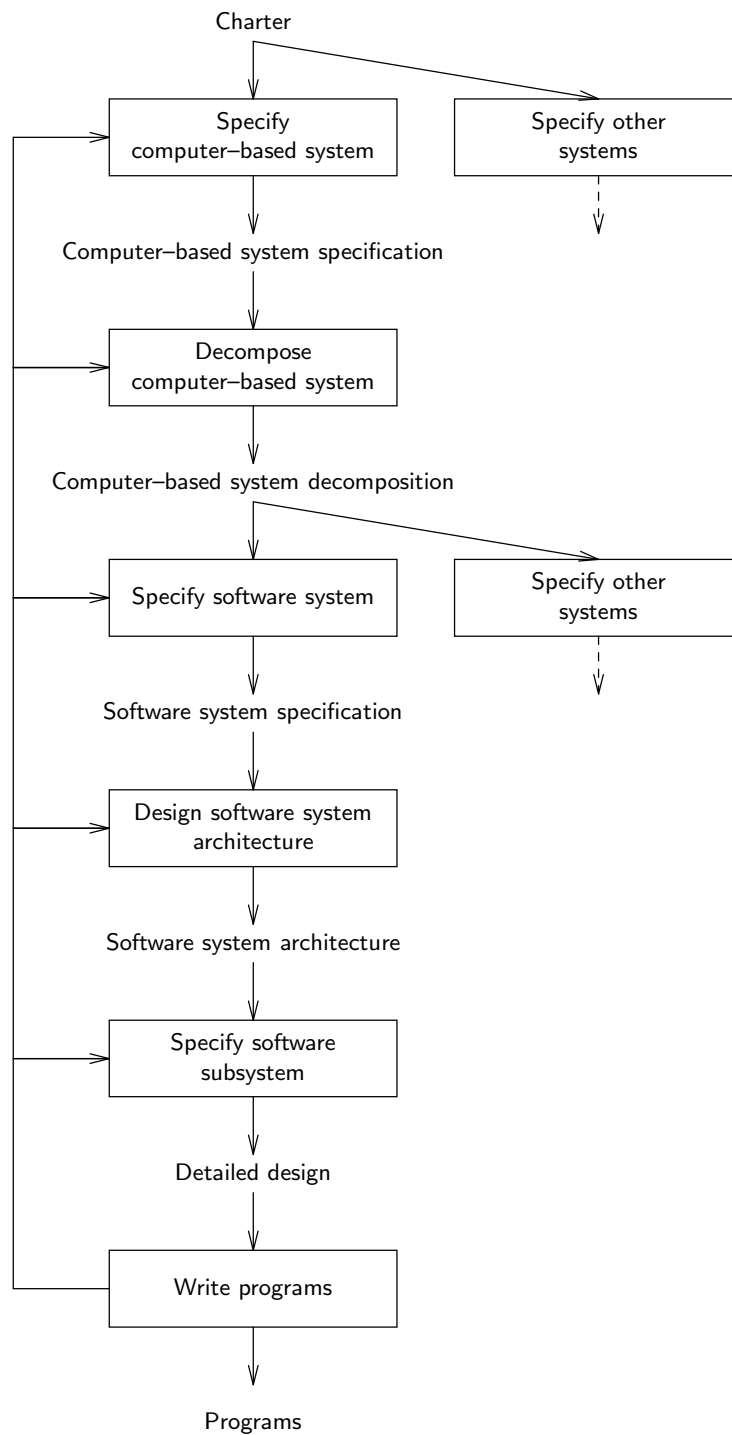 Charter
Specify
computer–based system
Specify other
systems
Computer–based system specification
Decompose
computer–based system
Computer–based system decomposition
Specify software system
Specify other
systems
Software system specification
Design software system
architecture
Software system architecture
Specify software
subsystem
Detailed design
Write programs
Programs